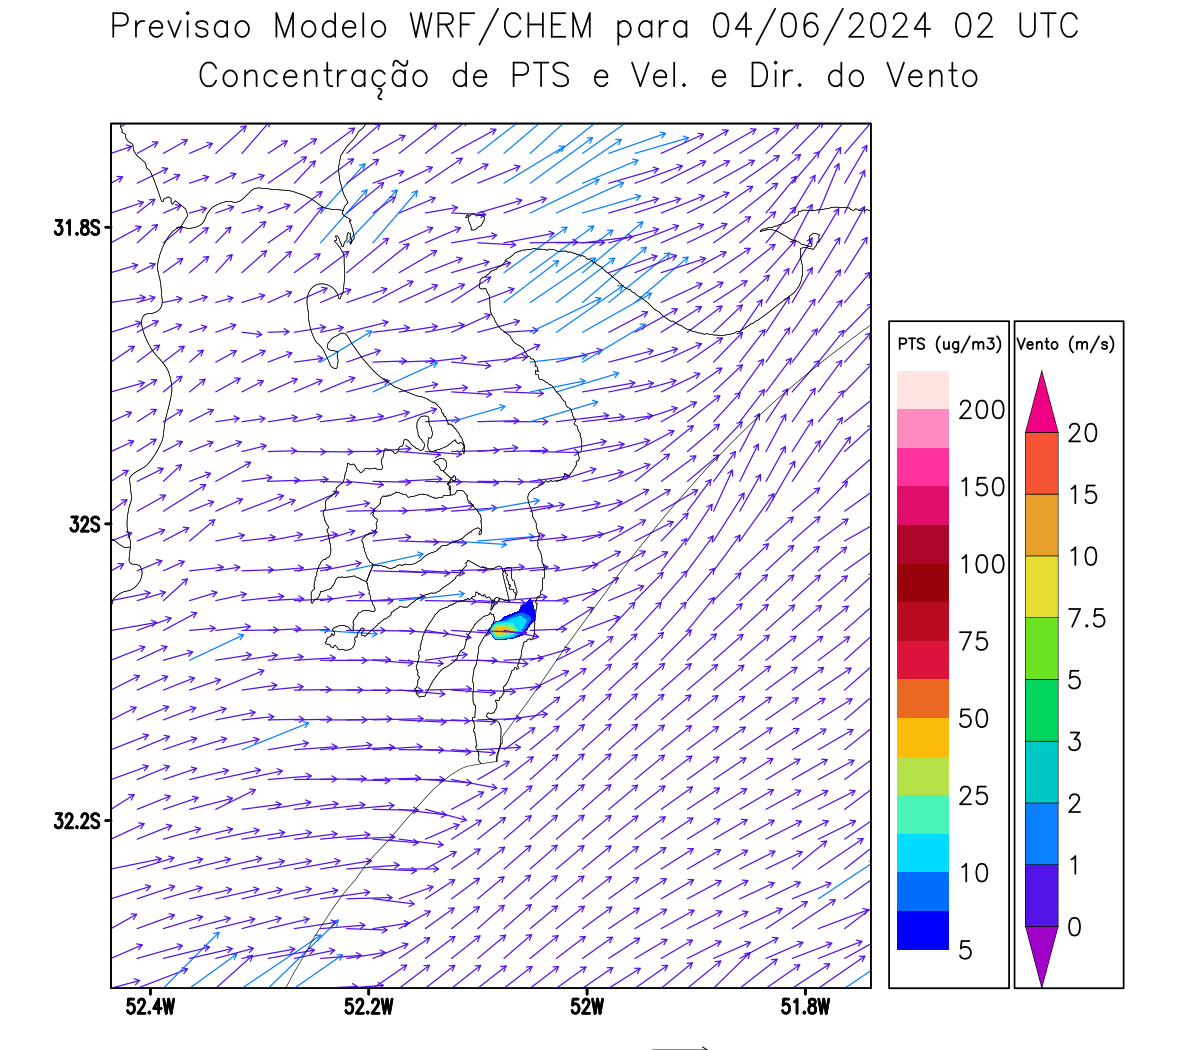 Previsao Modelo WRF/CHEM para 04/06/2024 02 UTC
Concentração de PTS e Vel. e Dir. do Vento
31.8S
32S
32.2S
52.4W
52.2W
52W
51.8W
PTS (ug/m3)
200
150
100
75
50
25
10
5
Vento (m/s)
20
15
10
7.5
5
3
2
1
0